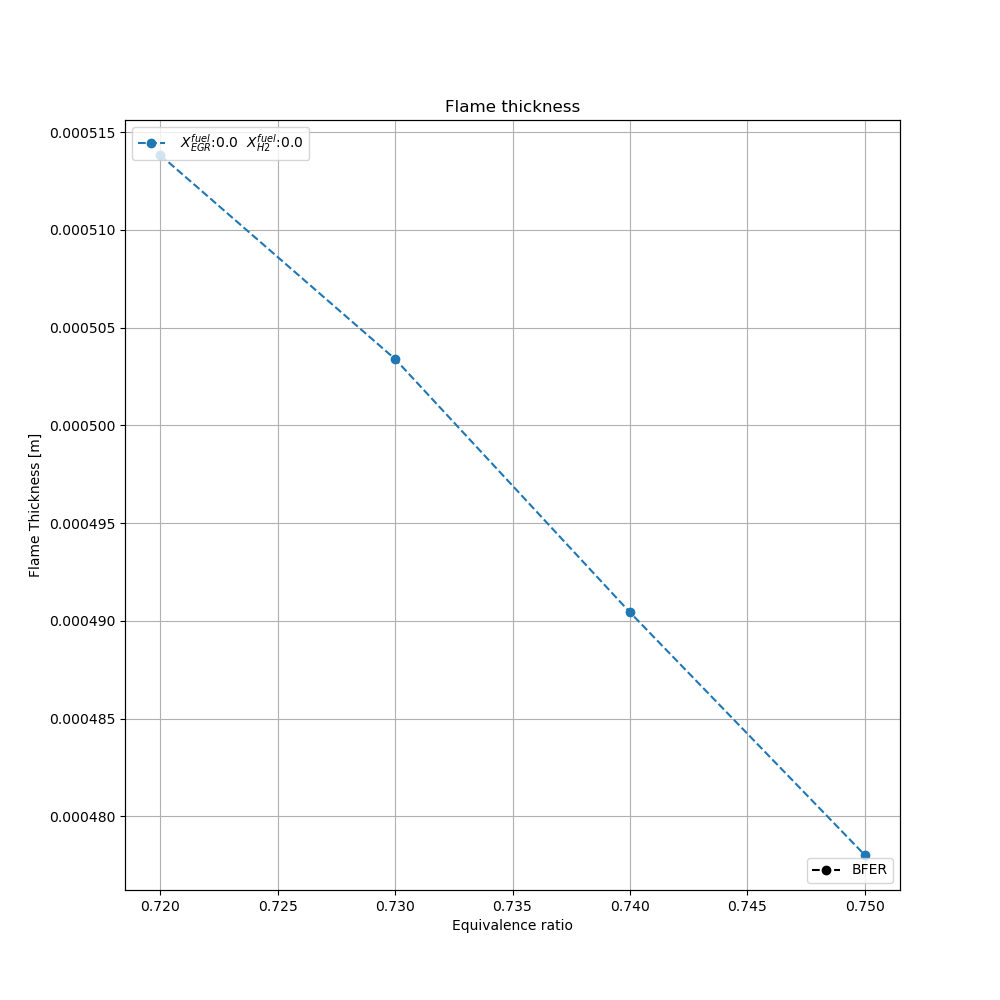 Flame thickness
X_{EGR}^{fuel}:0.0 X_{H2}^{fuel}:0.0
0.000515
0.000510
0.000505
0.000500
0.000495
0.000490
0.000485
0.000480
Flame Thickness [m]
BFER
0.720 0.725 0.730 0.735 0.740 0.745 0.750
Equivalence ratio